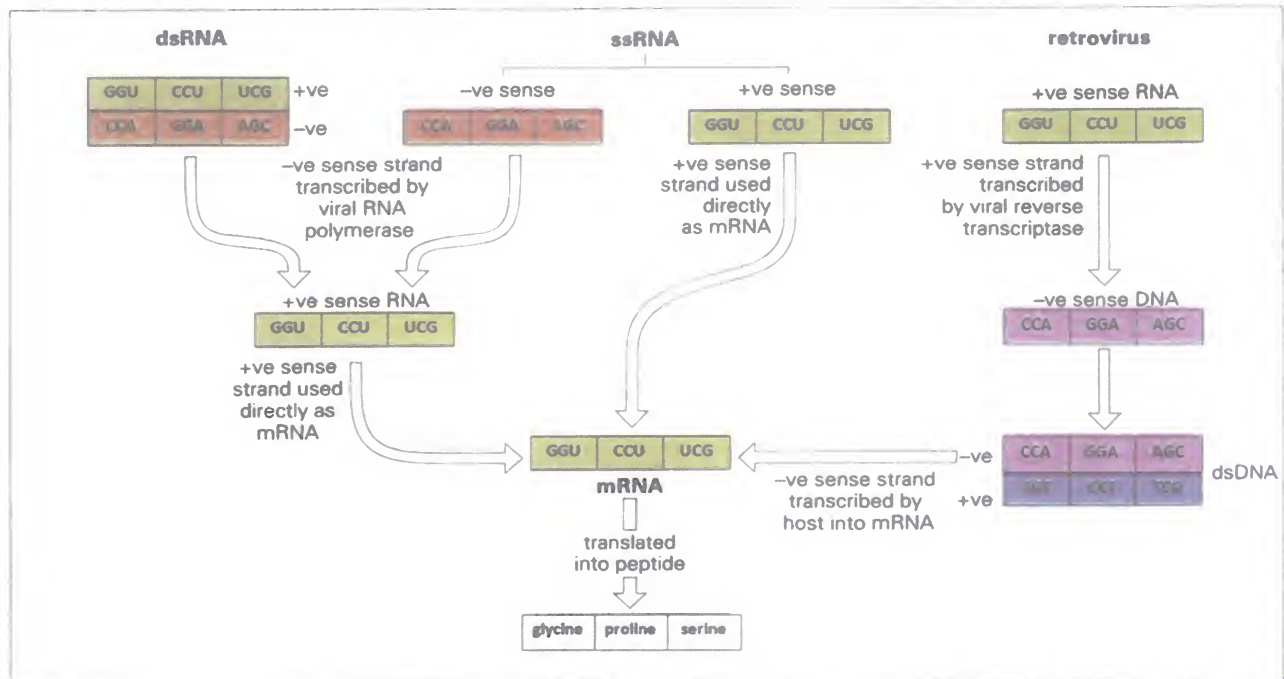 dsRNA
GGU CCU UCG +ve
CCA GGA AGC –ve
ssRNA
–ve sense
CCA GGA AGC
+ve sense
GGU CCU UCG
retrovirus
+ve sense RNA
GGU CCU UCG
–ve sense strand
transcribed by
viral RNA
polymerase
+ve sense
strand used
directly
as mRNA
+ve sense strand
transcribed
by viral reverse
transcriptase
+ve sense RNA
GGU CCU UCG
–ve sense DNA
CCA GGA AGC
+ve sense
strand used
directly as
mRNA
GGU CCU UCG
mRNA
–ve sense strand
transcribed by
host into mRNA
–ve CCA GGA AGC
+ve
dsDNA
translated
into peptide
glycine proline serine